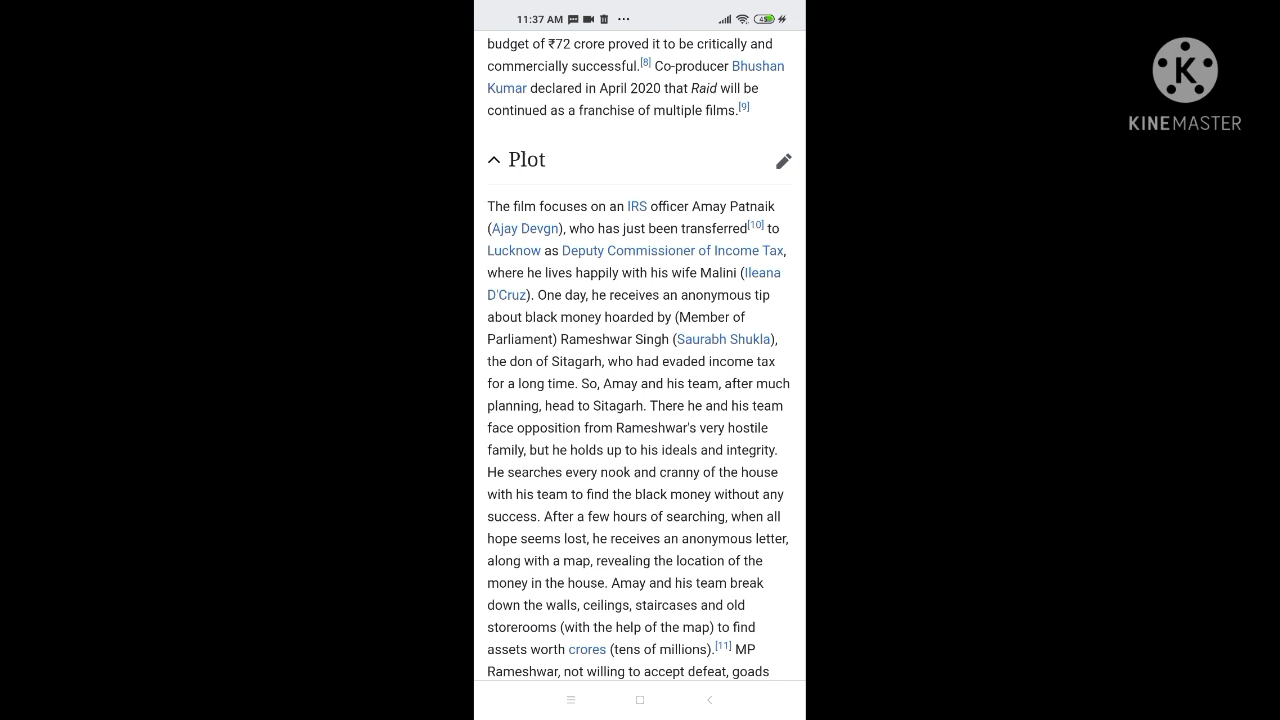 11:37 AM
45
budget of ₹72 crore proved it to be critically and
commercially successful.[8] Co-producer Bhushan
Kumar declared in April 2020 that Raid will be
continued as a franchise of multiple films.[9]
Plot
The film focuses on an IRS officer Amay Patnaik
(Ajay Devgn), who has just been transferred[10] to
Lucknow as Deputy Commissioner of Income Tax,
where he lives happily with his wife Malini (Ileana
D'Cruz). One day, he receives an anonymous tip
about black money hoarded by (Member of
Parliament) Rameshwar Singh (Saurabh Shukla),
the don of Sitagarh, who had evaded income tax
for a long time. So, Amay and his team, after much
planning, head to Sitagarh. There he and his team
face opposition from Rameshwar's very hostile
family, but he holds up to his ideals and integrity.
He searches every nook and cranny of the house
with his team to find the black money without any
success. After a few hours of searching, when all
hope seems lost, he receives an anonymous letter,
along with a map, revealing the location of the
money in the house. Amay and his team break
down the walls, ceilings, staircases and old
storerooms (with the help of the map) to find
assets worth crores (tens of millions).[11] MP
Rameshwar, not willing to accept defeat, goads
K
KINEMASTER